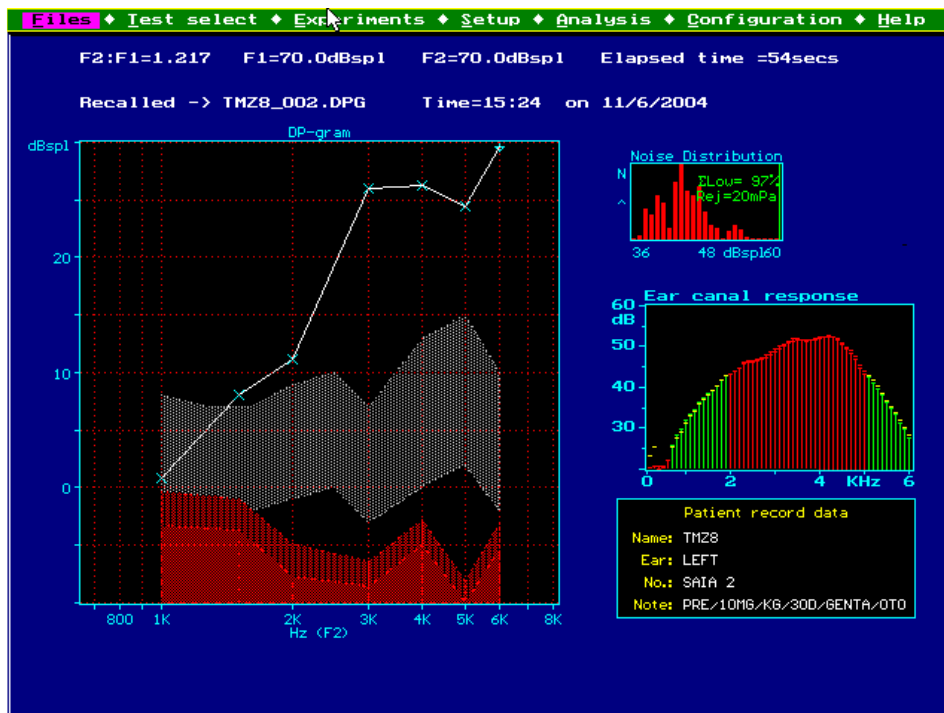 Files ◆ Test select ◆ Experiments ◆ Setup ◆ Analysis ◆ Configuration ◆ Help
F2:F1=1.217 F1=70.0dBspl F2=70.0dBspl Elapsed time =54secs
Recalled -> TMZ8_002.DPG Time=15:24 on 11/6/2004
DP-gram
dBspl
20
10
0
800 1K 2K 3K 4K 5K 6K 8K
Hz (F2)
Noise Distribution
N
^
ΣLow= 97%
Rej=20mPa
36 48 dBspl60
Ear canal response
60
dB
50
40
30
0 2 4 KHz 6
Patient record data
Name: TMZ8
Ear: LEFT
No.: SAIA 2
Note: PRE/10MG/KG/30D/GENTA/OTO